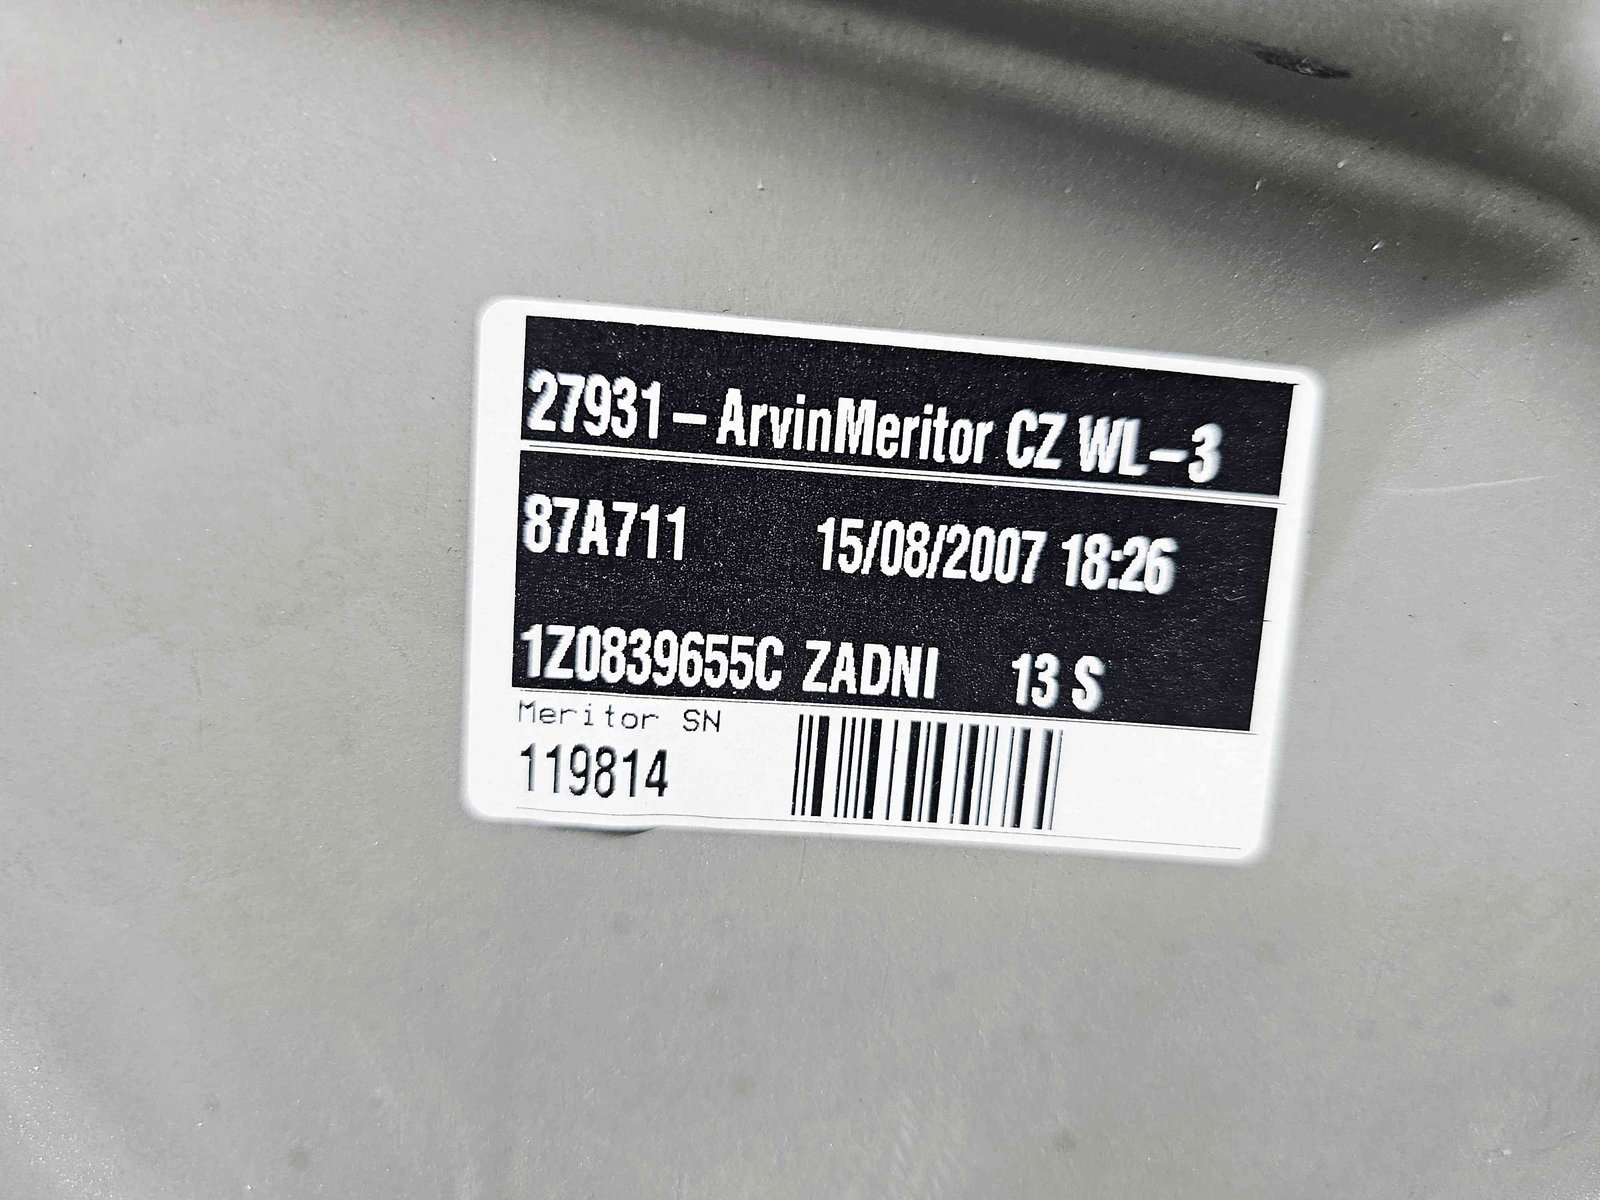 27931-ArvinMeritor CZ WL-3
87A711 15/08/2007 18:26
1Z0839655C ZADNI 13 S
Meritor SN
119814